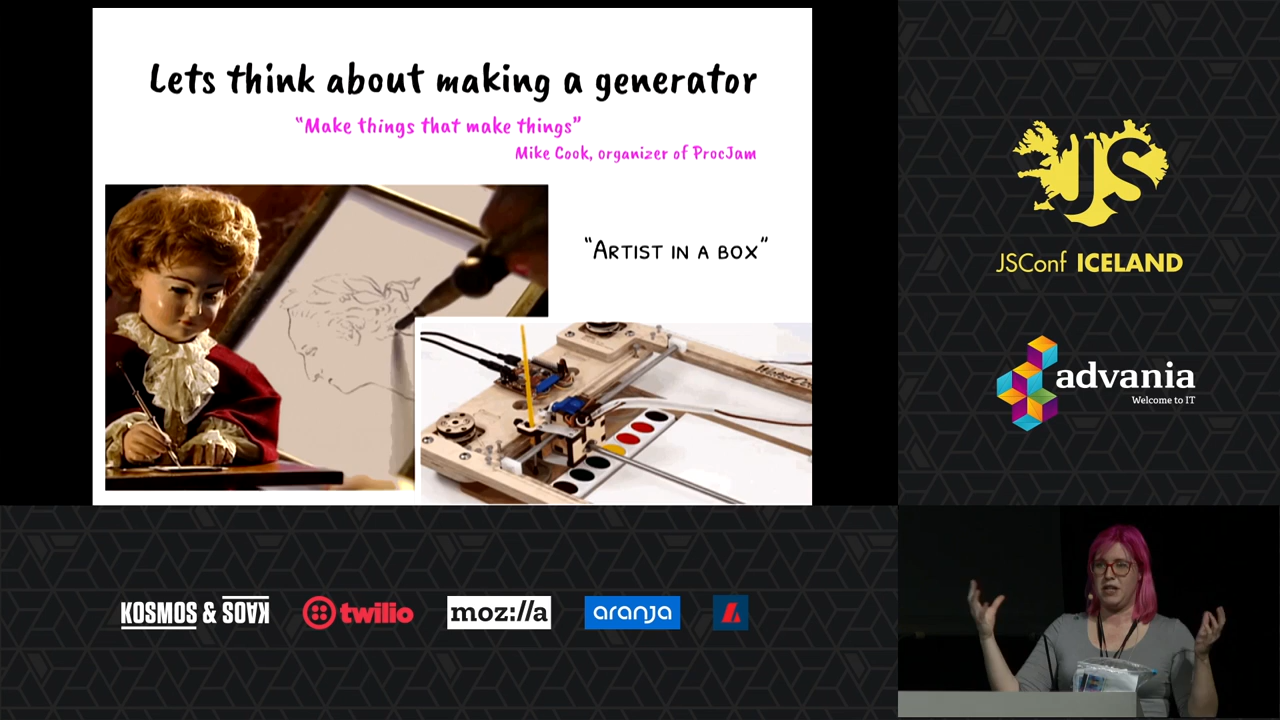 Lets think about making a generator
“Make things that make things”
Mike Cook, organizer of ProcJam
“Artist in a box”
JS
JSConf ICELAND
advania
Welcome to IT
KOSMOS & KAOS
twilio
moz://a
aranja